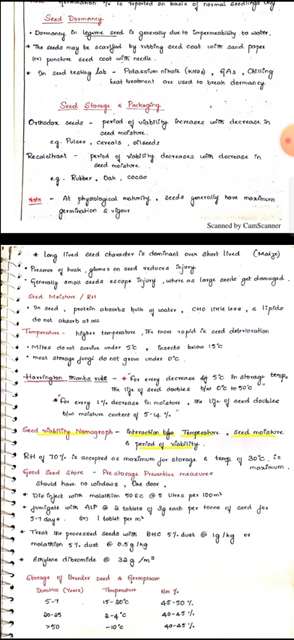 germination % is reported on basis of normal seedlings only
Seed Dormancy
• Dormancy in legume seed is generally due to impermeability to water.
• The seeds may be scarified by rubbing seed coat with sand paper
(or) puncture seed coat with needle.
• In seed testing lab - Potassium nitrate (KNO3), GA3, Chilling
heat treatment are used to break dormancy.
Seed Storage & Packaging
Orthodox seeds - period of viability increases with decrease in
seed moisture.
eg. Pulses, cereals, oilseeds
Recalcitrant - period of viability decreases with decrease in
seed moisture.
eg. Rubber, Oak, cocao
Note - At physiological maturity, seeds generally have maximum
germination & vigour
Scanned by CamScanner
* long lived seed character is dominant over short lived (Maize)
• Presence of husk, glumes on seed reduces injury.
• Generally small seeds escape injury, where as large seeds get damaged.
Seed Moisture / RH
• In seed, protein absorbs bulk of water, CHO little less, & lipids
do not absorb at all
Temperature - higher temperature, the more rapid is seed deterioration
• Mites do not survive under 5°c, insects below 15°c
• most storage fungi do not grow under 0°c.
Harrington thumbs rule - * "For every decrease of 5°c in storage temp,
the life of seed doubles b/w 0°c to 50°c
* "For every 1% decrease in moisture, the life of seed doubles
b/w moisture content of 5-14%"
Seed viability Nomograph - Interaction b/w Temperature, seed moisture
& period of viability.
RH of 70% is accepted as maximum for storage & temp of 30°c is
maximum.
Good Seed Store - Pre storage Preventive measures
should have no windows, one door,
• Disinfect with malathion 50 EC @ 5 litres per 100m²
• fumigate with AlP @ 2 tablets of 3g each per tonne of seed for
5-7 days. (or) 1 tablet per m³
• Treat the processed seeds with BHC 5% dust @ 1g/kg or
malathion 5% dust @ 0.5g/kg
• Ethylene dibromide @ 32g /m³
Storage of Breeder seed & Germplasm
Duration (Years) Temperature RH %
5-7 15-20°c 45-50%
20-25 2-4°c 40-45%
>50 -10°c 40-45%